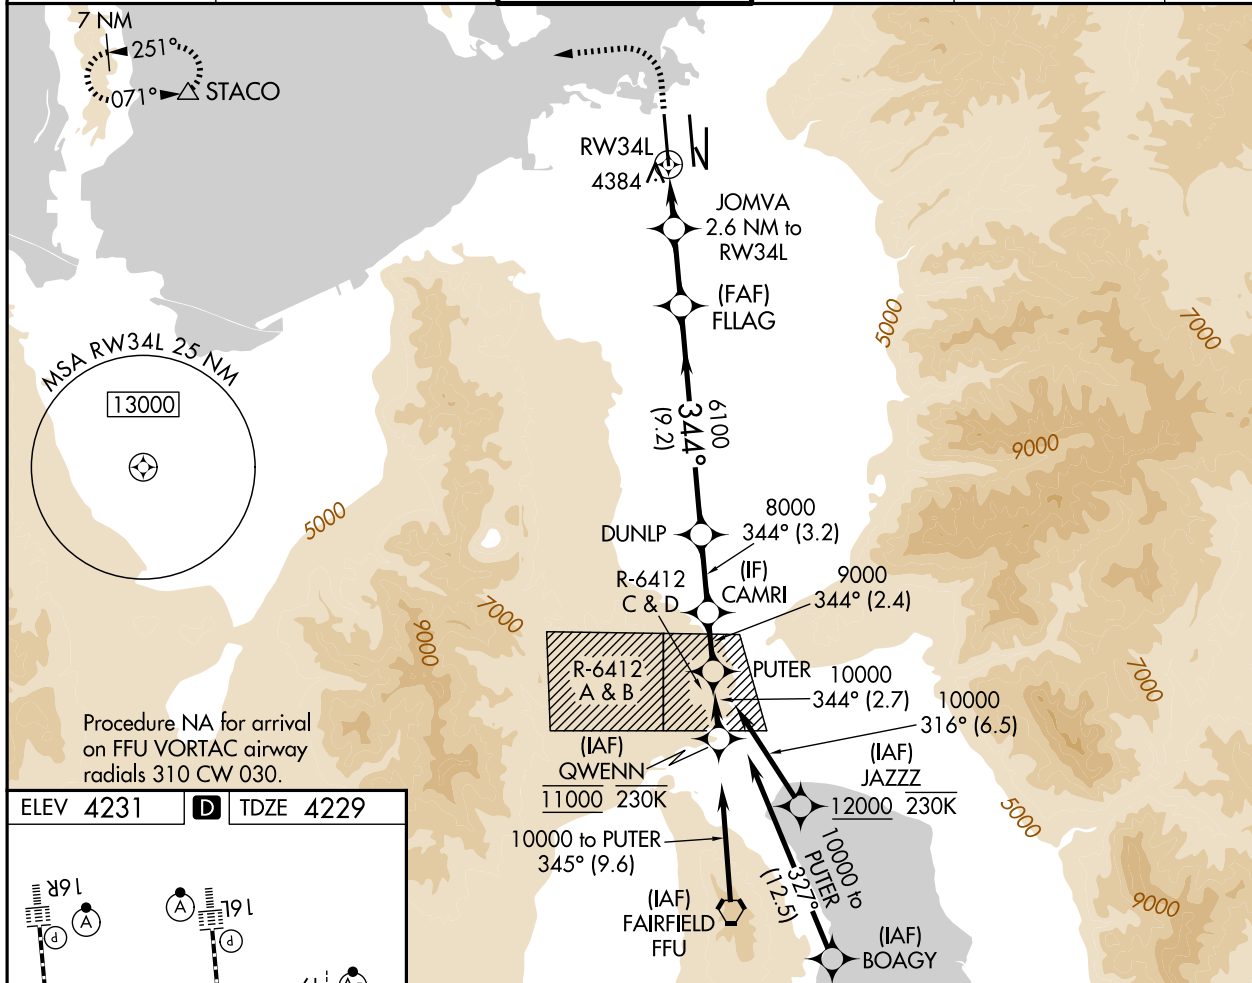 7 NM
251°
071°
STACO
RW34L
4384
JOMVA
2.6 NM to
RW34L
(FAF)
FLLAG
5000
7000
MSA RW34L 25 NM
13000
6100
344°
(9.2)
9000
5000
DUNLP
8000
344° (3.2)
R-6412
C & D
(IF)
CAMRI
9000
344° (2.4)
7000
9000
R-6412
A & B
PUTER
10000
344° (2.7)
10000
316° (6.5)
7000
Procedure NA for arrival
on FFU VORTAC airway
radials 310 CW 030.
(IAF)
QWENN
11000 230K
(IAF)
JAZZZ
12000 230K
5000
10000 to PUTER
345° (9.6)
10000 to
PUTER
327°
(12.5)
(IAF)
FAIRFIELD
FFU
(IAF)
BOAGY
9000
ELEV 4231 D TDZE 4229
16R
A
P
A
16L
P